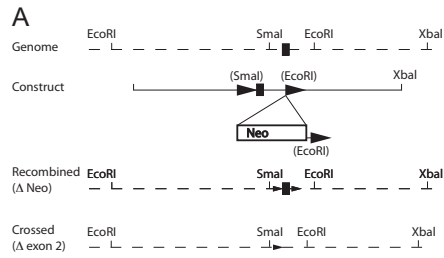 A
EcoRI SmaI EcoRI XbaI
Genome
(SmaI) (EcoRI) XbaI
Construct
Neo
(EcoRI)
Recombined EcoRI SmaI EcoRI XbaI
(Δ Neo)
EcoRI SmaI EcoRI XbaI
Crossed
(Δ exon 2)